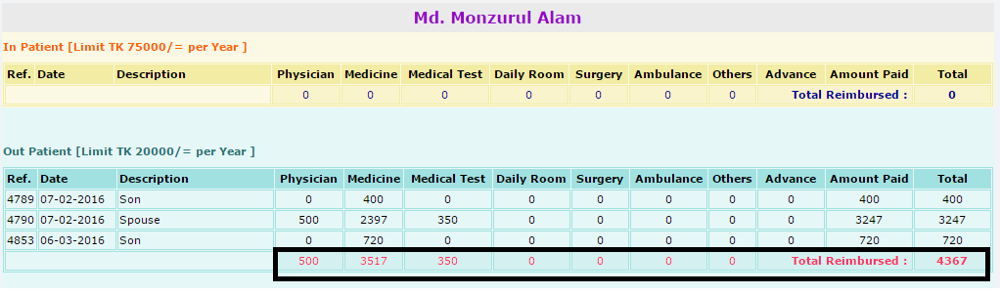 Md. Monzurul Alam
In Patient [Limit TK 75000/= per Year ]
Ref. Date Description Physician Medicine Medical Test Daily Room Surgery Ambulance Others Advance Amount Paid Total
0 0 0 0 0 0 0 Total Reimbursed : 0
Out Patient [Limit TK 20000/= per Year ]
Ref. Date Description Physician Medicine Medical Test Daily Room Surgery Ambulance Others Advance Amount Paid Total
4789 07-02-2016 Son 0 400 0 0 0 0 0 0 400 400
4790 07-02-2016 Spouse 500 2397 350 0 0 0 0 0 3247 3247
4853 06-03-2016 Son 0 720 0 0 0 0 0 0 720 720
500 3517 350 0 0 0 0 Total Reimbursed : 4367